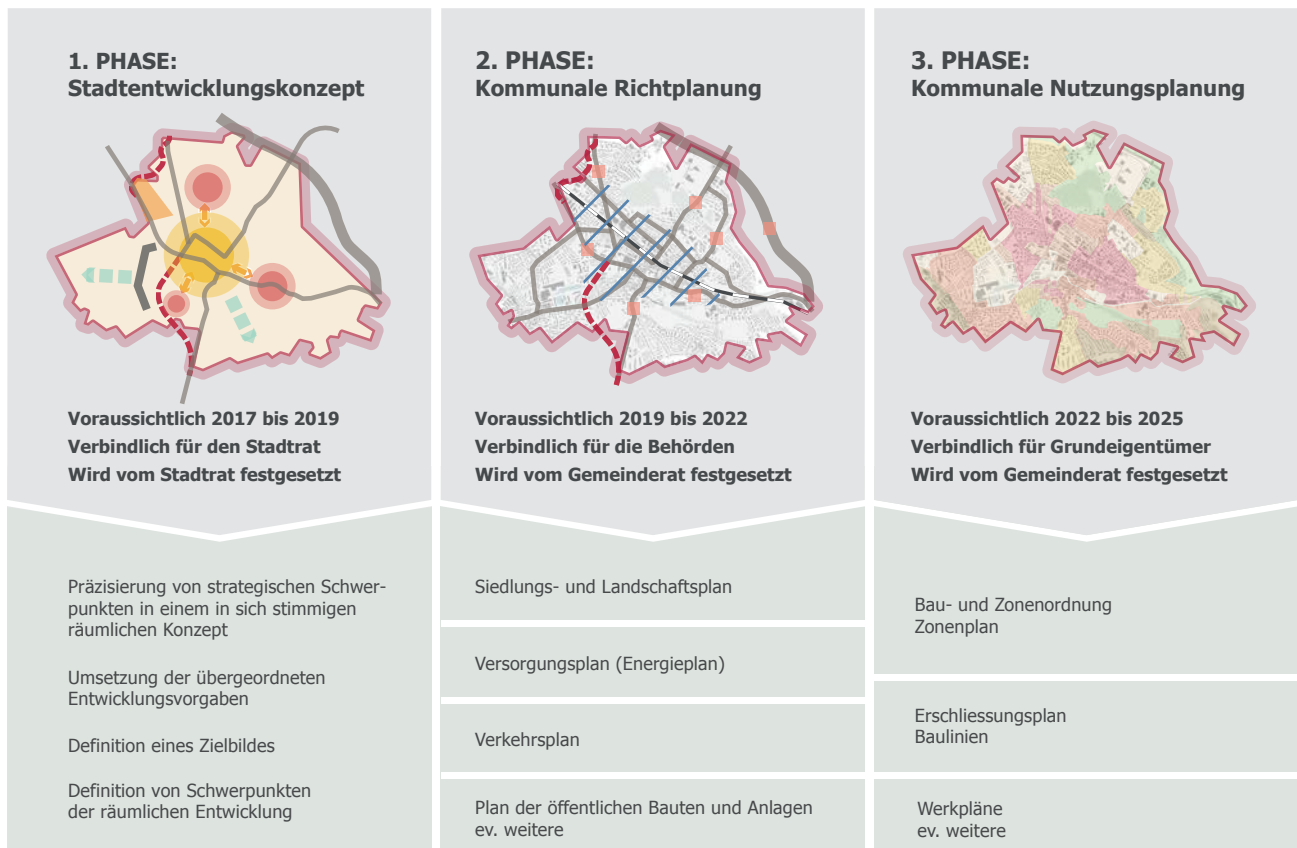 1. PHASE:
Stadtentwicklungskonzept
Voraussichtlich 2017 bis 2019
Verbindlich für den Stadtrat
Wird vom Stadtrat festgesetzt
Präzisierung von strategischen Schwer-
punkten in einem in sich stimmigen
räumlichen Konzept
Umsetzung der übergeordneten
Entwicklungsvorgaben
Definition eines Zielbildes
Definition von Schwerpunkten
der räumlichen Entwicklung
2. PHASE:
Kommunale Richtplanung
Voraussichtlich 2019 bis 2022
Verbindlich für die Behörden
Wird vom Gemeinderat festgesetzt
Siedlungs- und Landschaftsplan
Versorgungsplan (Energieplan)
Verkehrsplan
Plan der öffentlichen Bauten und Anlagen
ev. weitere
3. PHASE:
Kommunale Nutzungsplanung
Voraussichtlich 2022 bis 2025
Verbindlich für Grundeigentümer
Wird vom Gemeinderat festgesetzt
Bau- und Zonenordnung
Zonenplan
Erschliessungsplan
Baulinien
Werkpläne
ev. weitere